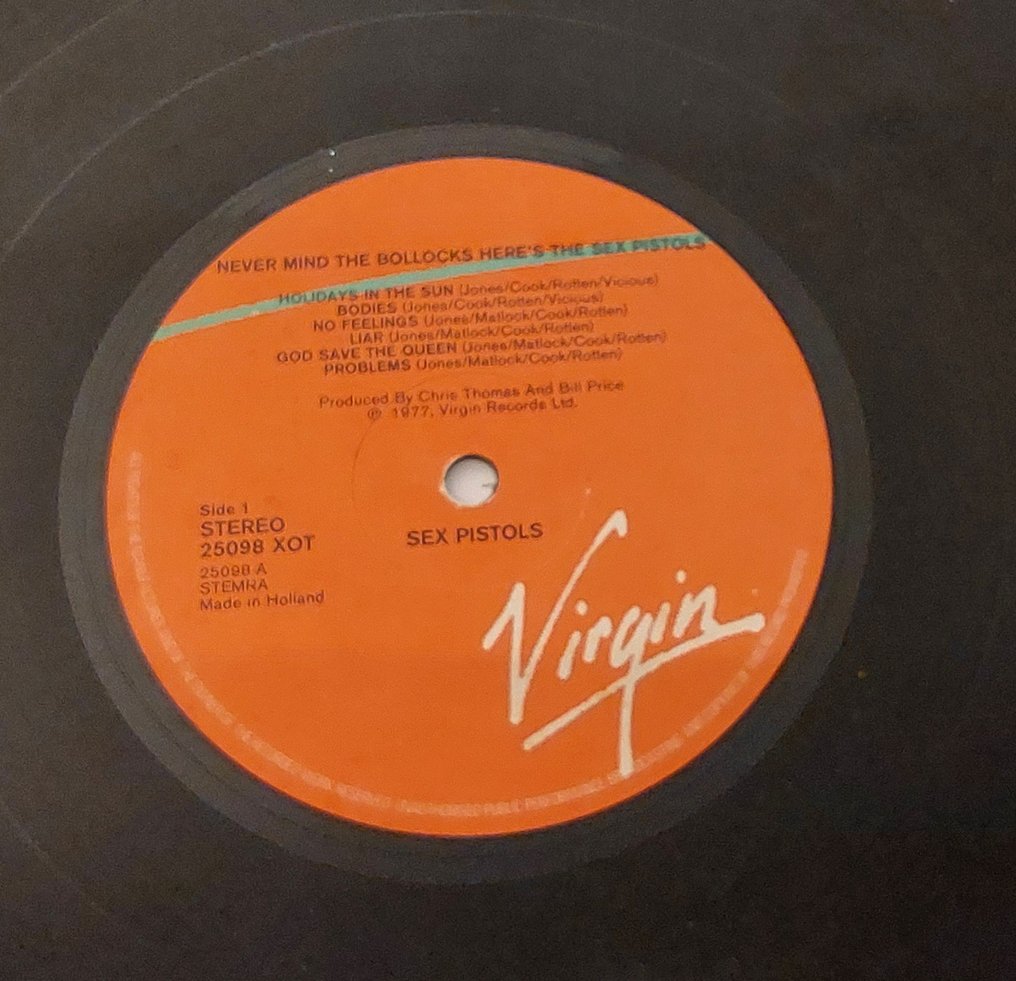 NEVER MIND THE BOLLOCKS HERE'S THE SEX PISTOLS
HOLIDAYS IN THE SUN (Jones/Cook/Rotten/Vicious)
BODIES (Jones/Cook/Rotten/Vicious)
NO FEELINGS (Jones/Matlock/Cook/Rotten)
LIAR (Jones/Matlock/Cook/Rotten)
GOD SAVE THE QUEEN (Jones/Matlock/Cook/Rotten)
PROBLEMS (Jones/Matlock/Cook/Rotten)
Produced By Chris Thomas And Bill Price
℗ 1977, Virgin Records Ltd.
Side 1
STEREO
25098 XOT
25098 A
STEMRA
Made in Holland
SEX PISTOLS
Virgin